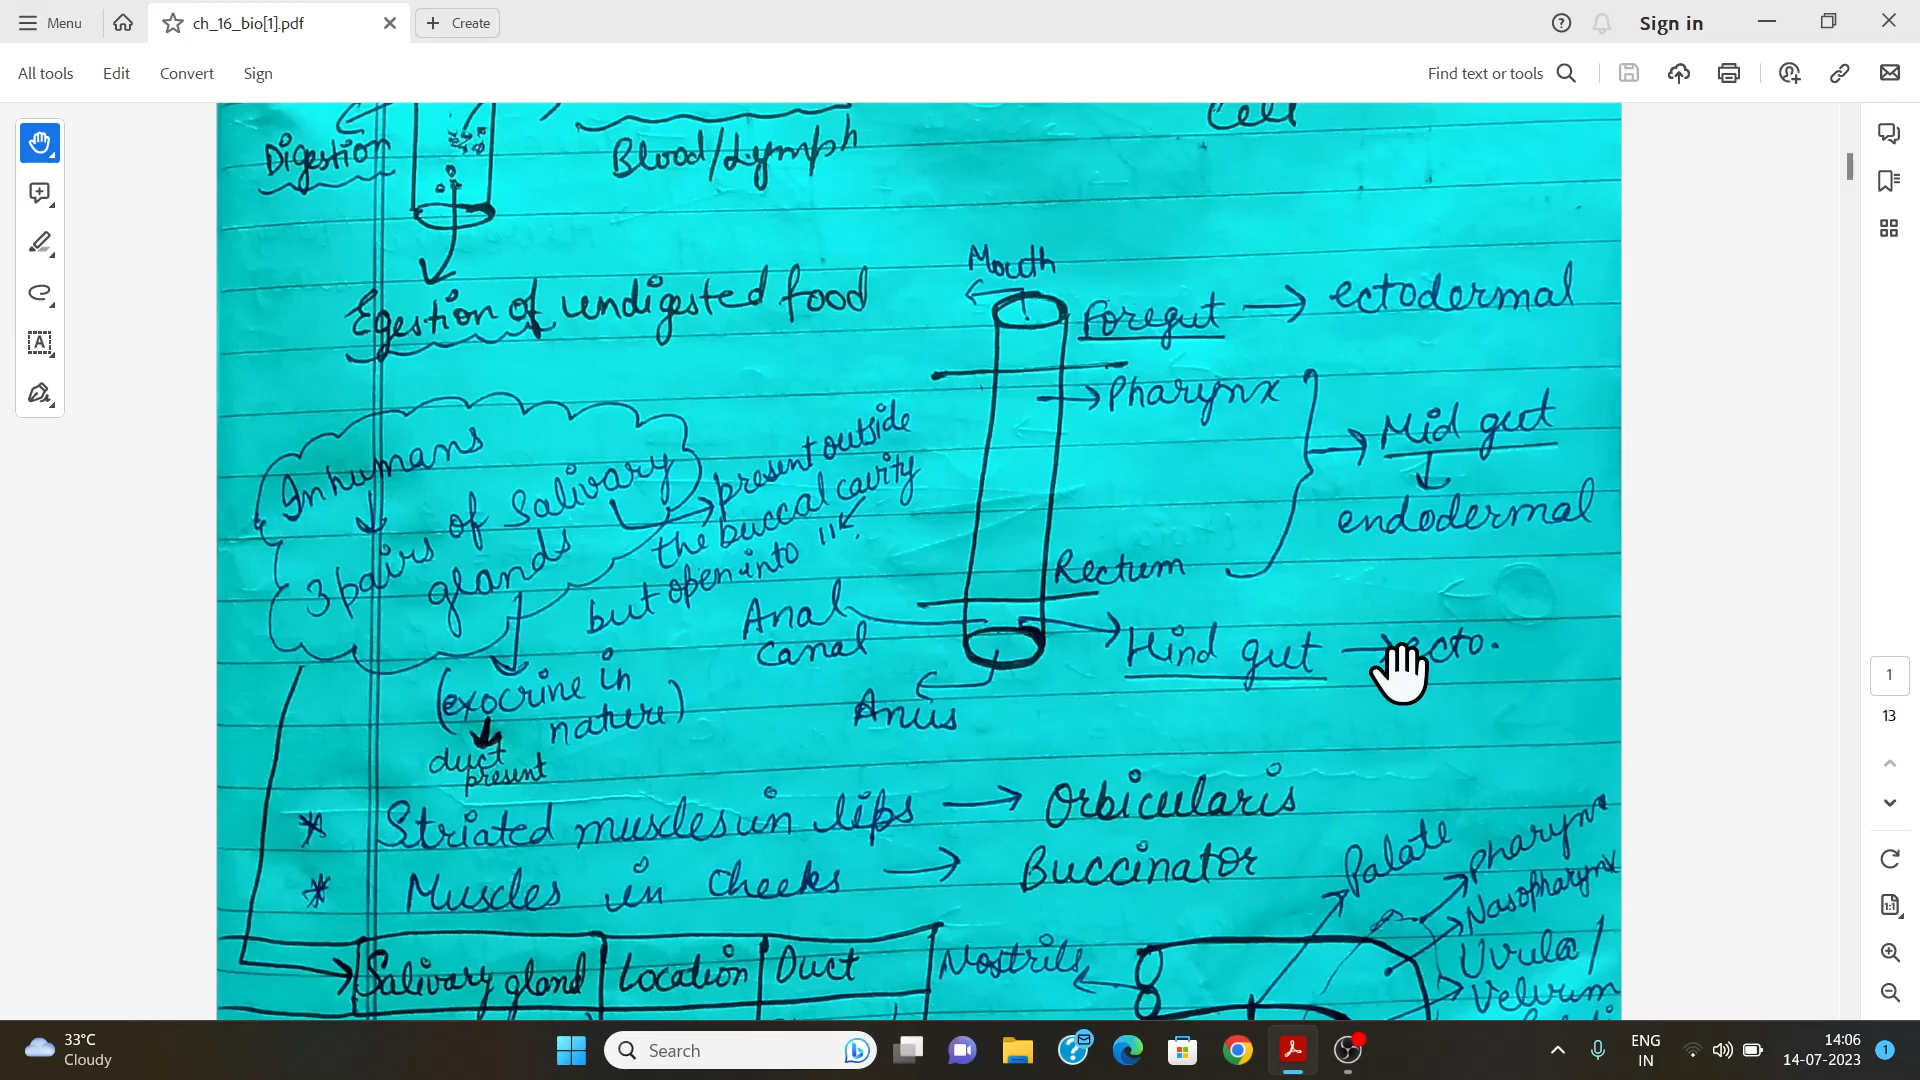 Menu
ch_16_bio[1].pdf
Create
Sign in
All tools
Edit
Convert
Sign
Find text or tools
Cell
Digestion
Blood/Lymph
Egestion of undigested food
Mouth
Foregut → ectodermal
→ Pharynx
→ Mid gut
endodermal
In humans
3 pairs of Salivary
glands
→ present outside
the buccal cavity
but open into "
Rectum
Anal
canal
Hind gut → ecto.
Anus
(exocrine in
nature)
duct
present
* Striated muscles in lips → Orbicularis
* Muscles in Cheeks → Buccinator
Palate
Pharynx
Nasopharynx
Uvula /
Velvum
Salivary gland
Location
Duct
Nostrils
1
13
33°C
Cloudy
Search
ENG
IN
14:06
14-07-2023
1